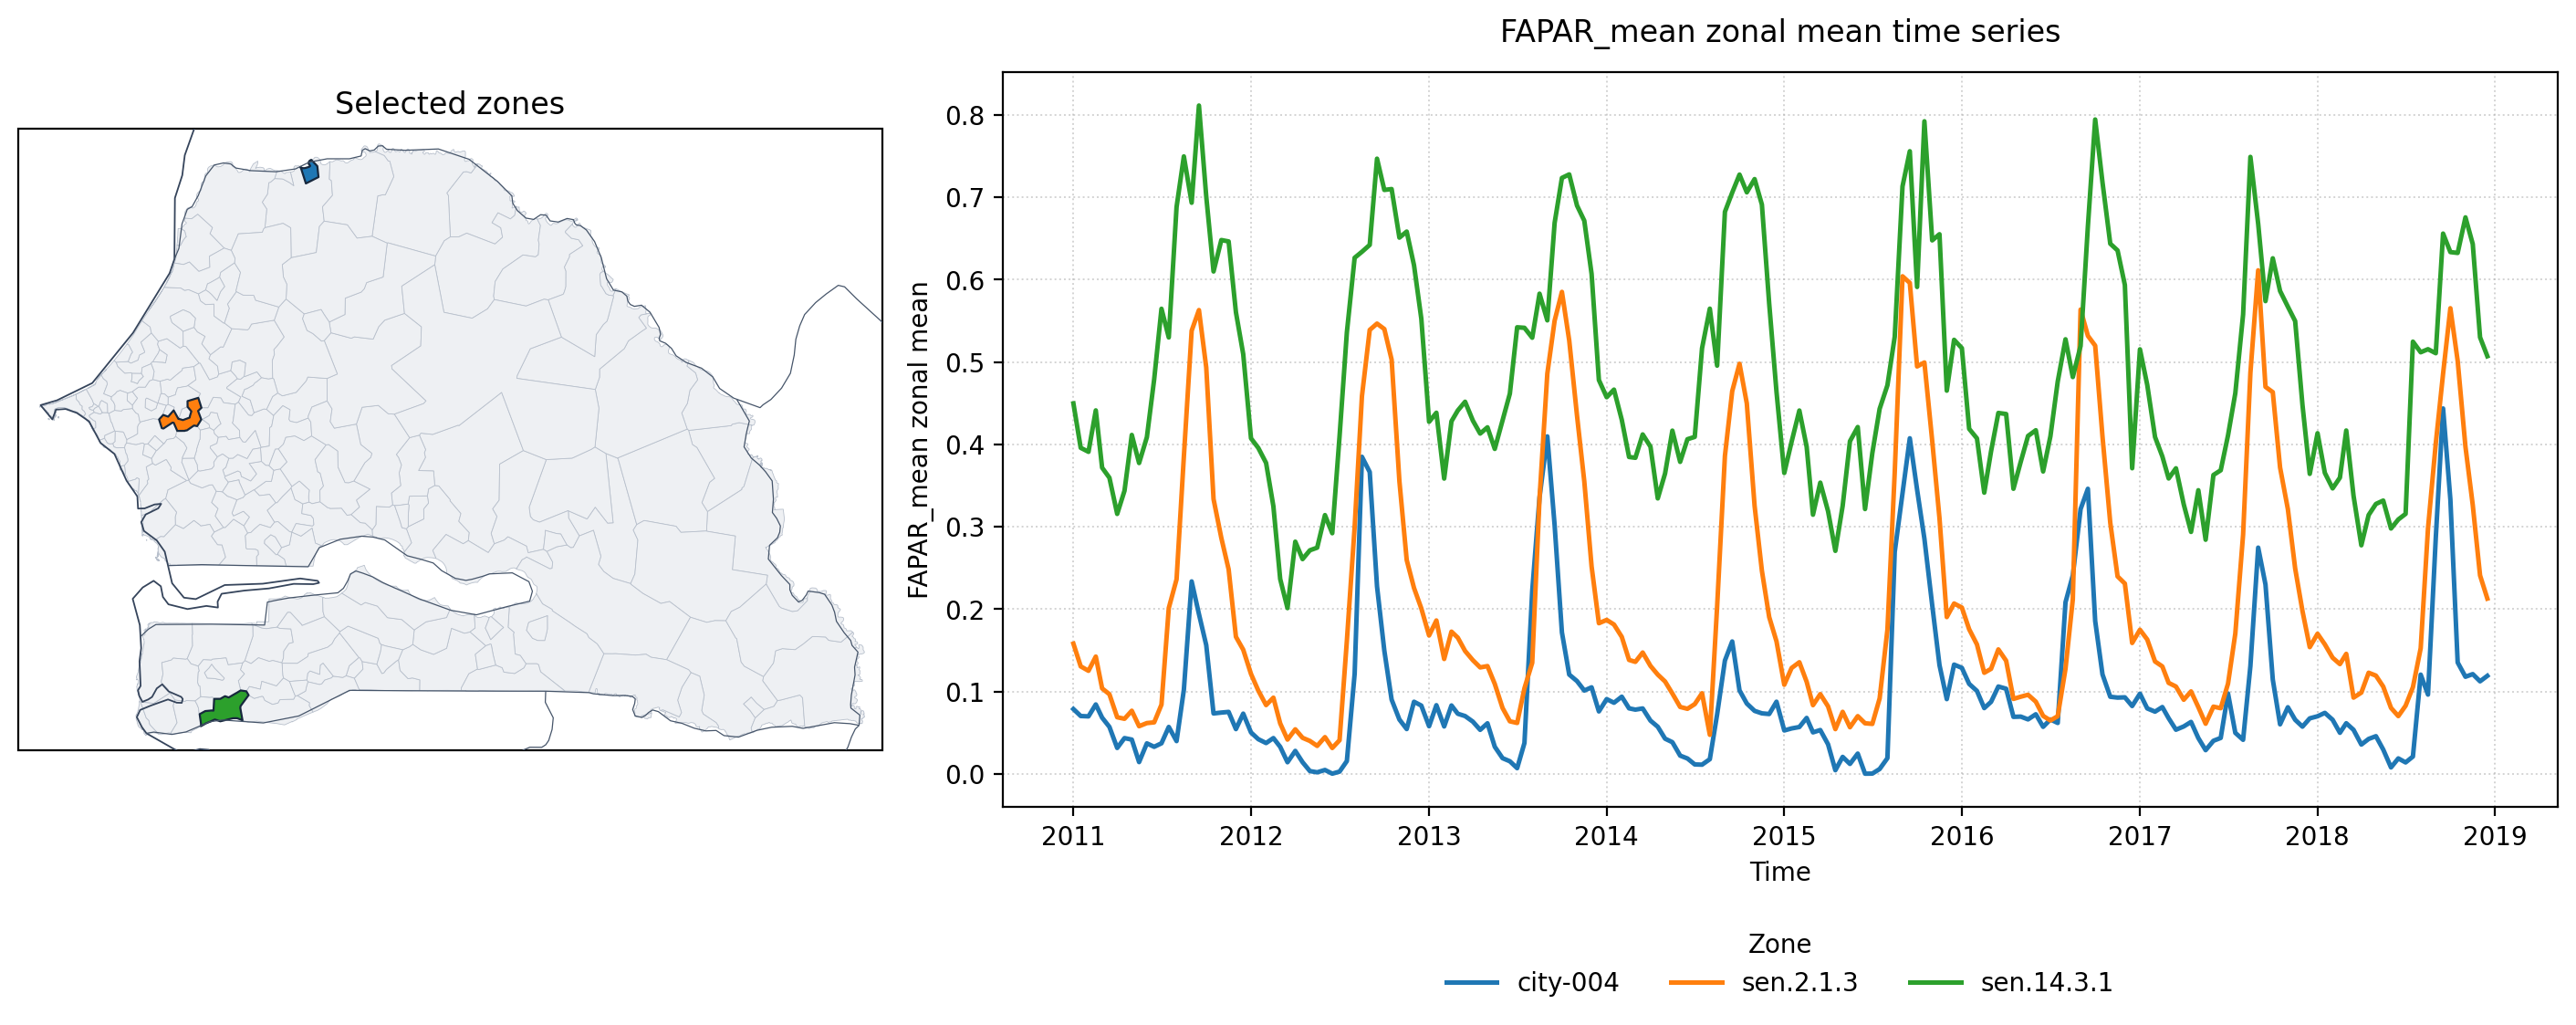 Selected zones
FAPAR_mean zonal mean time series
FAPAR_mean zonal mean
0.8
0.7
0.6
0.5
0.4
0.3
0.2
0.1
0.0
2011 2012 2013 2014 2015 2016 2017 2018 2019
Time
Zone
city-004 sen.2.1.3 sen.14.3.1